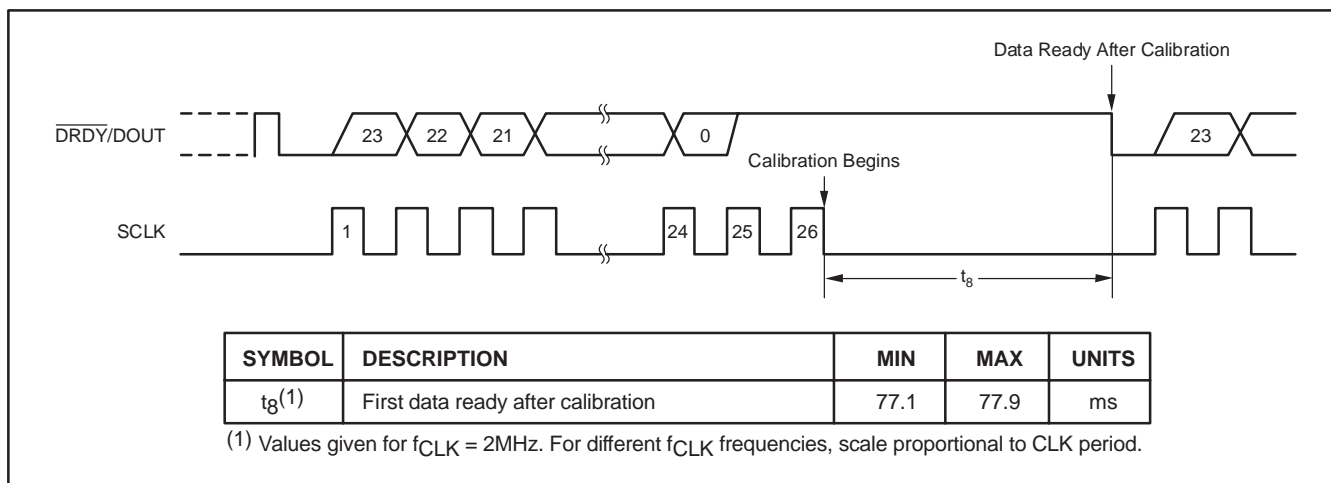 Data Ready After Calibration
DRDY/DOUT
23 22 21 0 23
Calibration Begins
SCLK
1 24 25 26
t8
SYMBOL DESCRIPTION MIN MAX UNITS
t8(1) First data ready after calibration 77.1 77.9 ms
(1) Values given for fCLK = 2MHz. For different fCLK frequencies, scale proportional to CLK period.